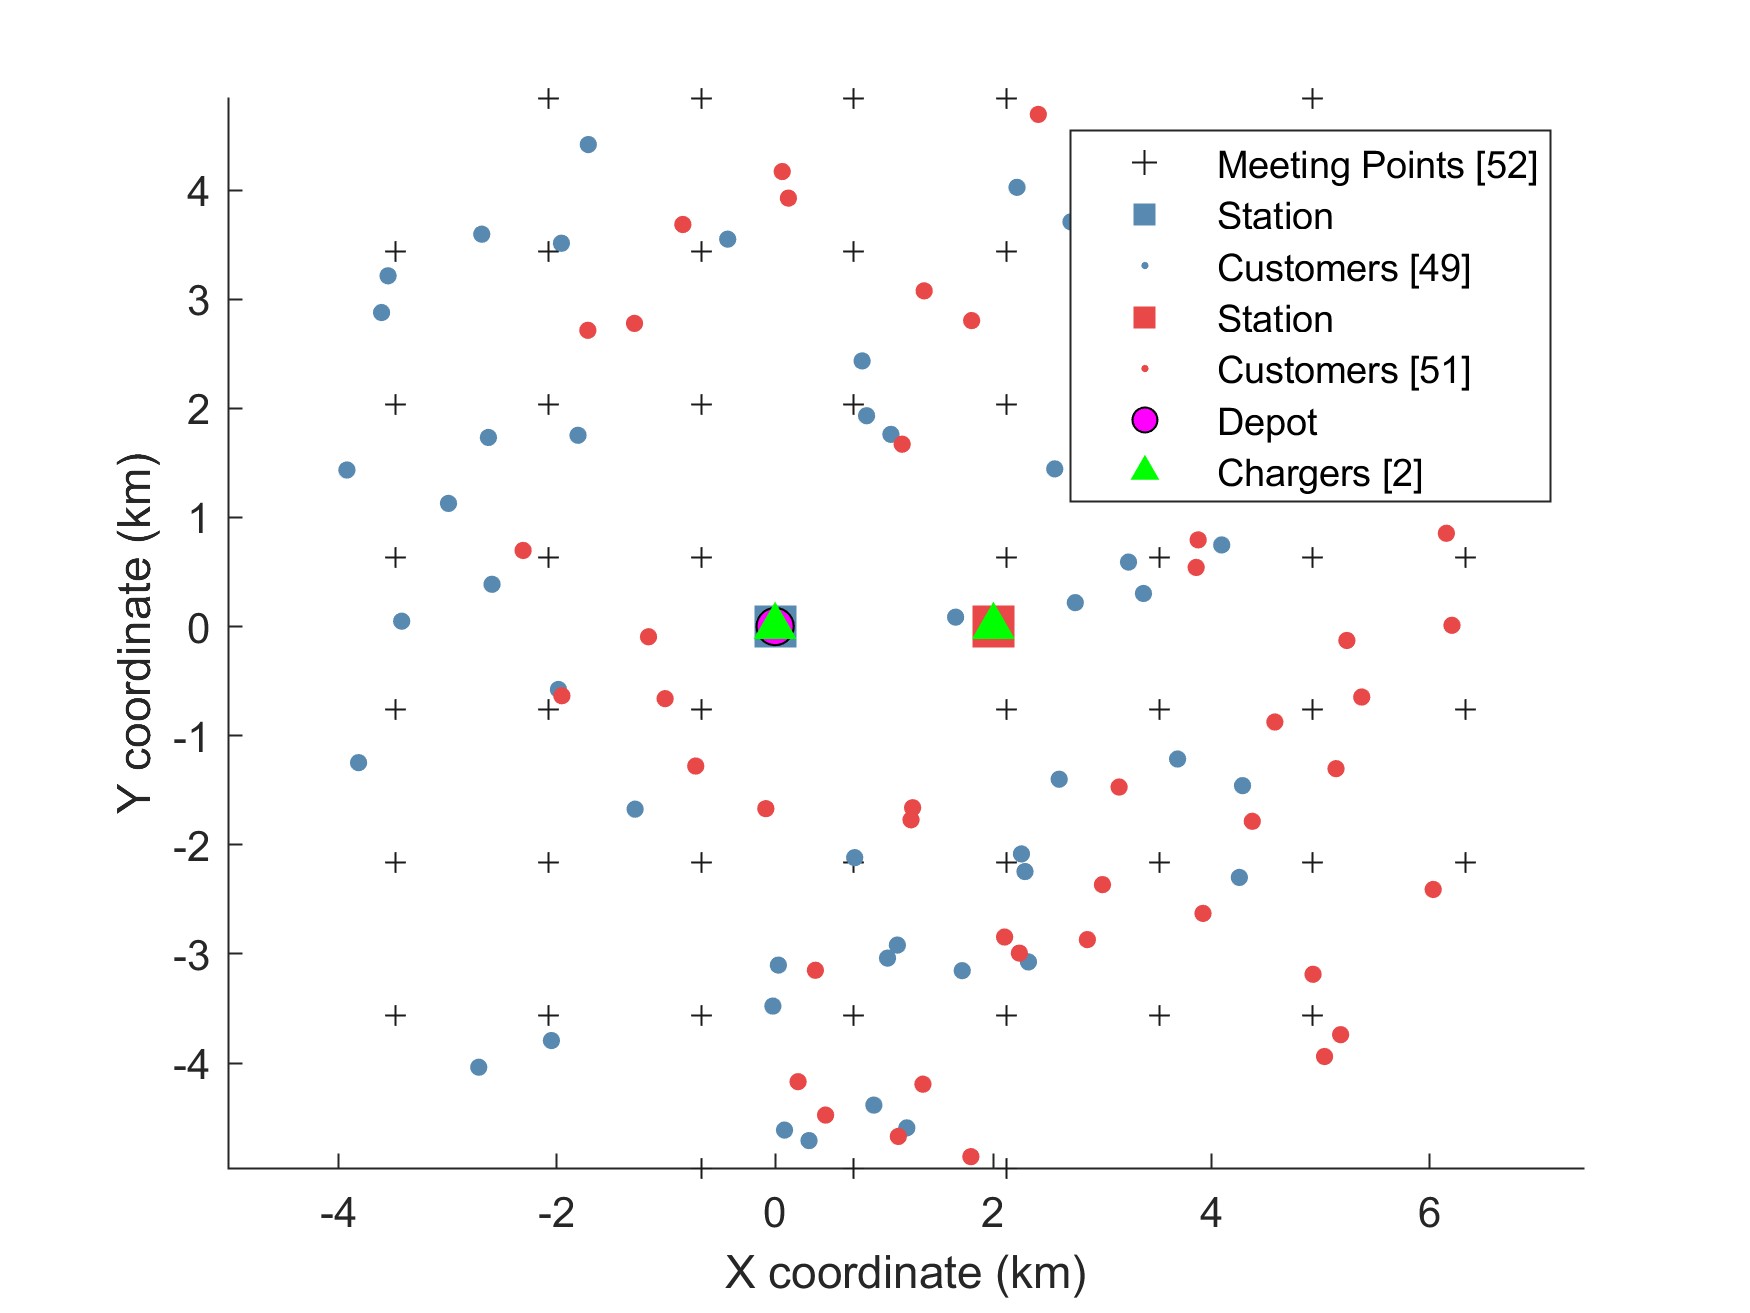 4
3
2
1
0
-1
-2
-3
-4
Y coordinate (km)
Meeting Points [52]
Station
Customers [49]
Station
Customers [51]
Depot
Chargers [2]
-4 -2 0 2 4 6
X coordinate (km)